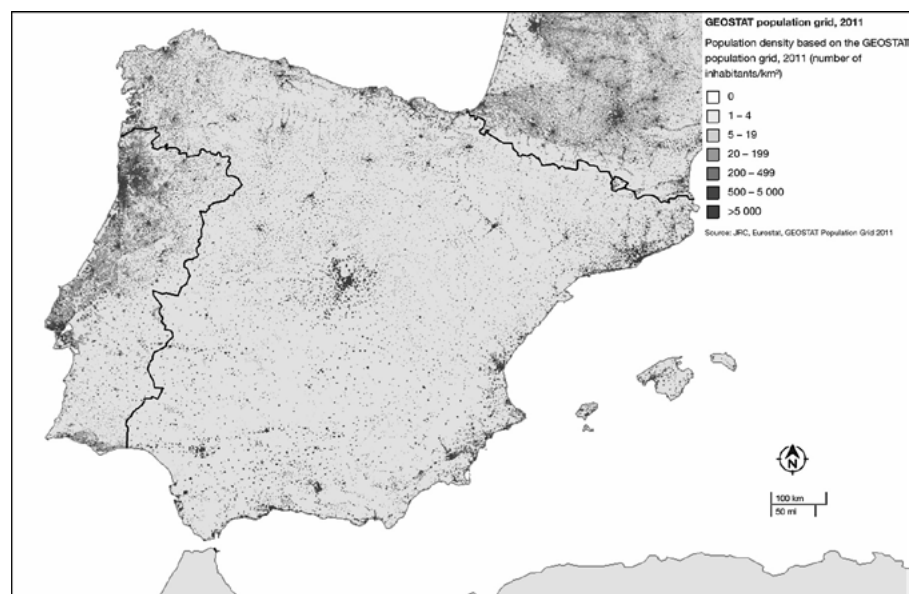 GEOSTAT population grid, 2011
Population density based on the GEOSTAT
population grid, 2011 (number of
inhabitants/km²)
0
1 – 4
5 – 19
20 – 199
200 – 499
500 – 5 000
>5 000
Source: JRC, Eurostat, GEOSTAT Population Grid 2011
N
100 km
50 mi